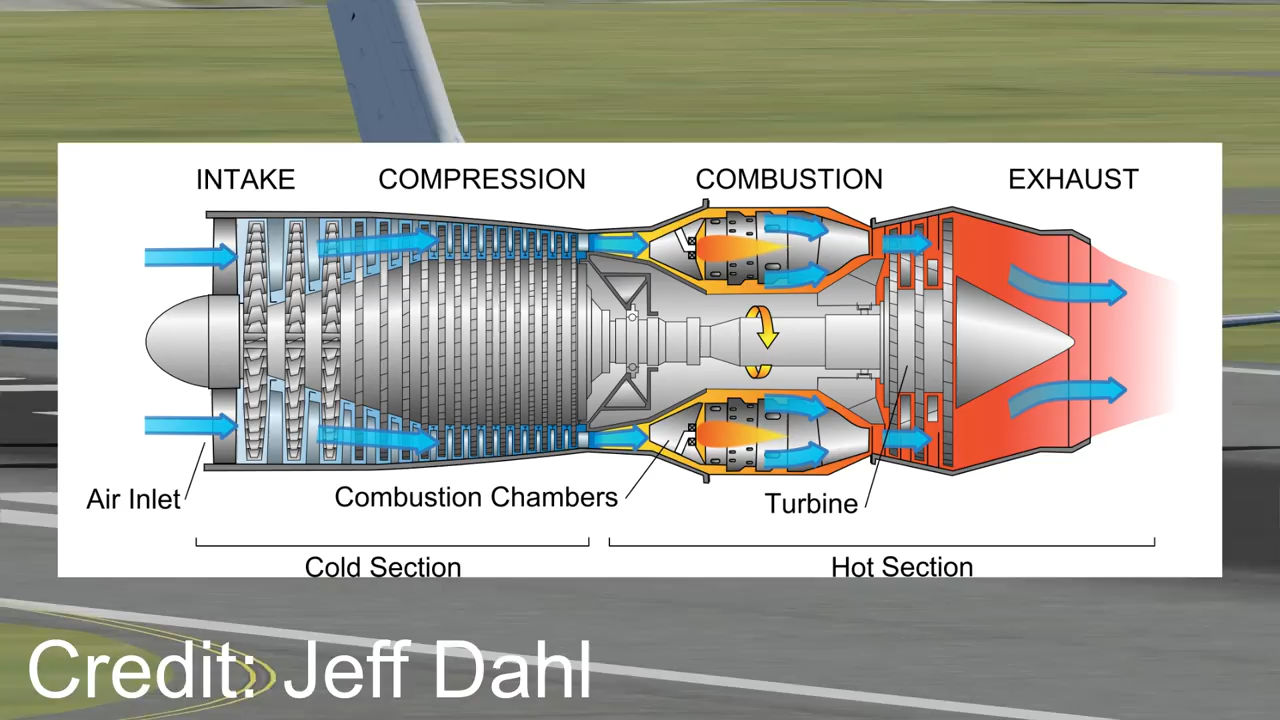 INTAKE COMPRESSION COMBUSTION EXHAUST
Air Inlet
Combustion Chambers
Turbine
Cold Section
Hot Section
Credit: Jeff Dahl